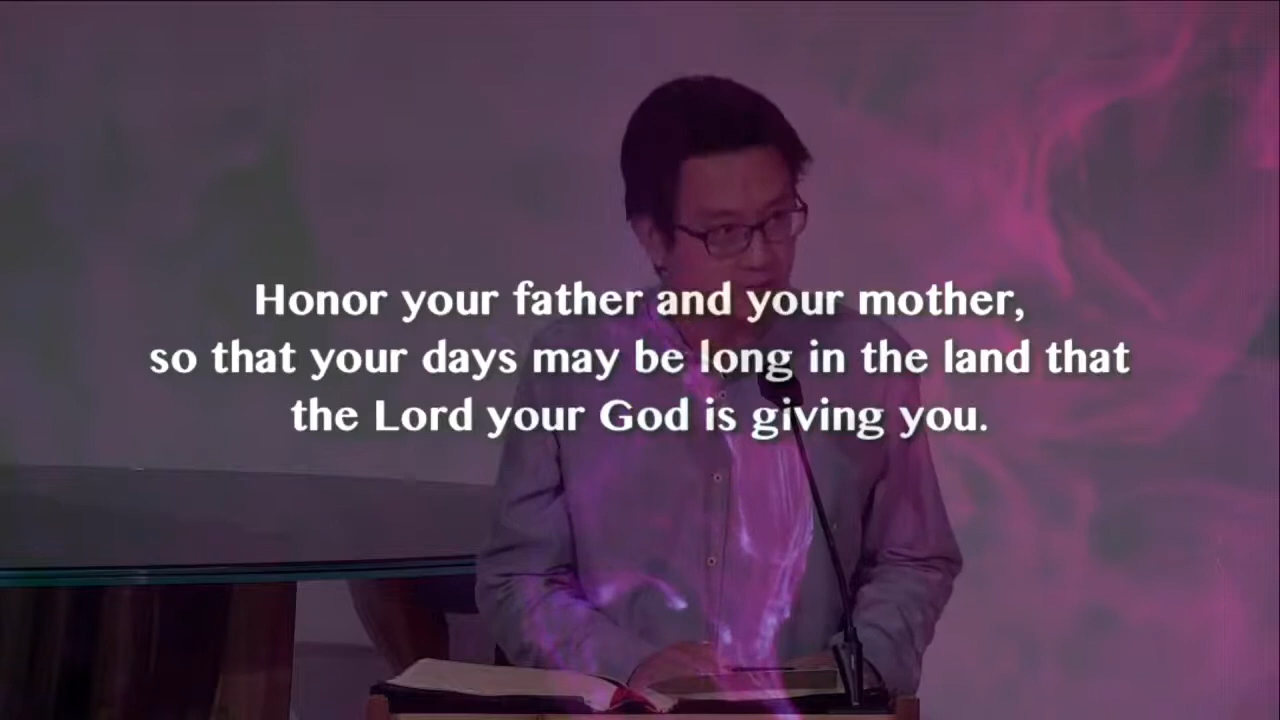 Honor your father and your mother,
so that your days may be long in the land that
the Lord your God is giving you.